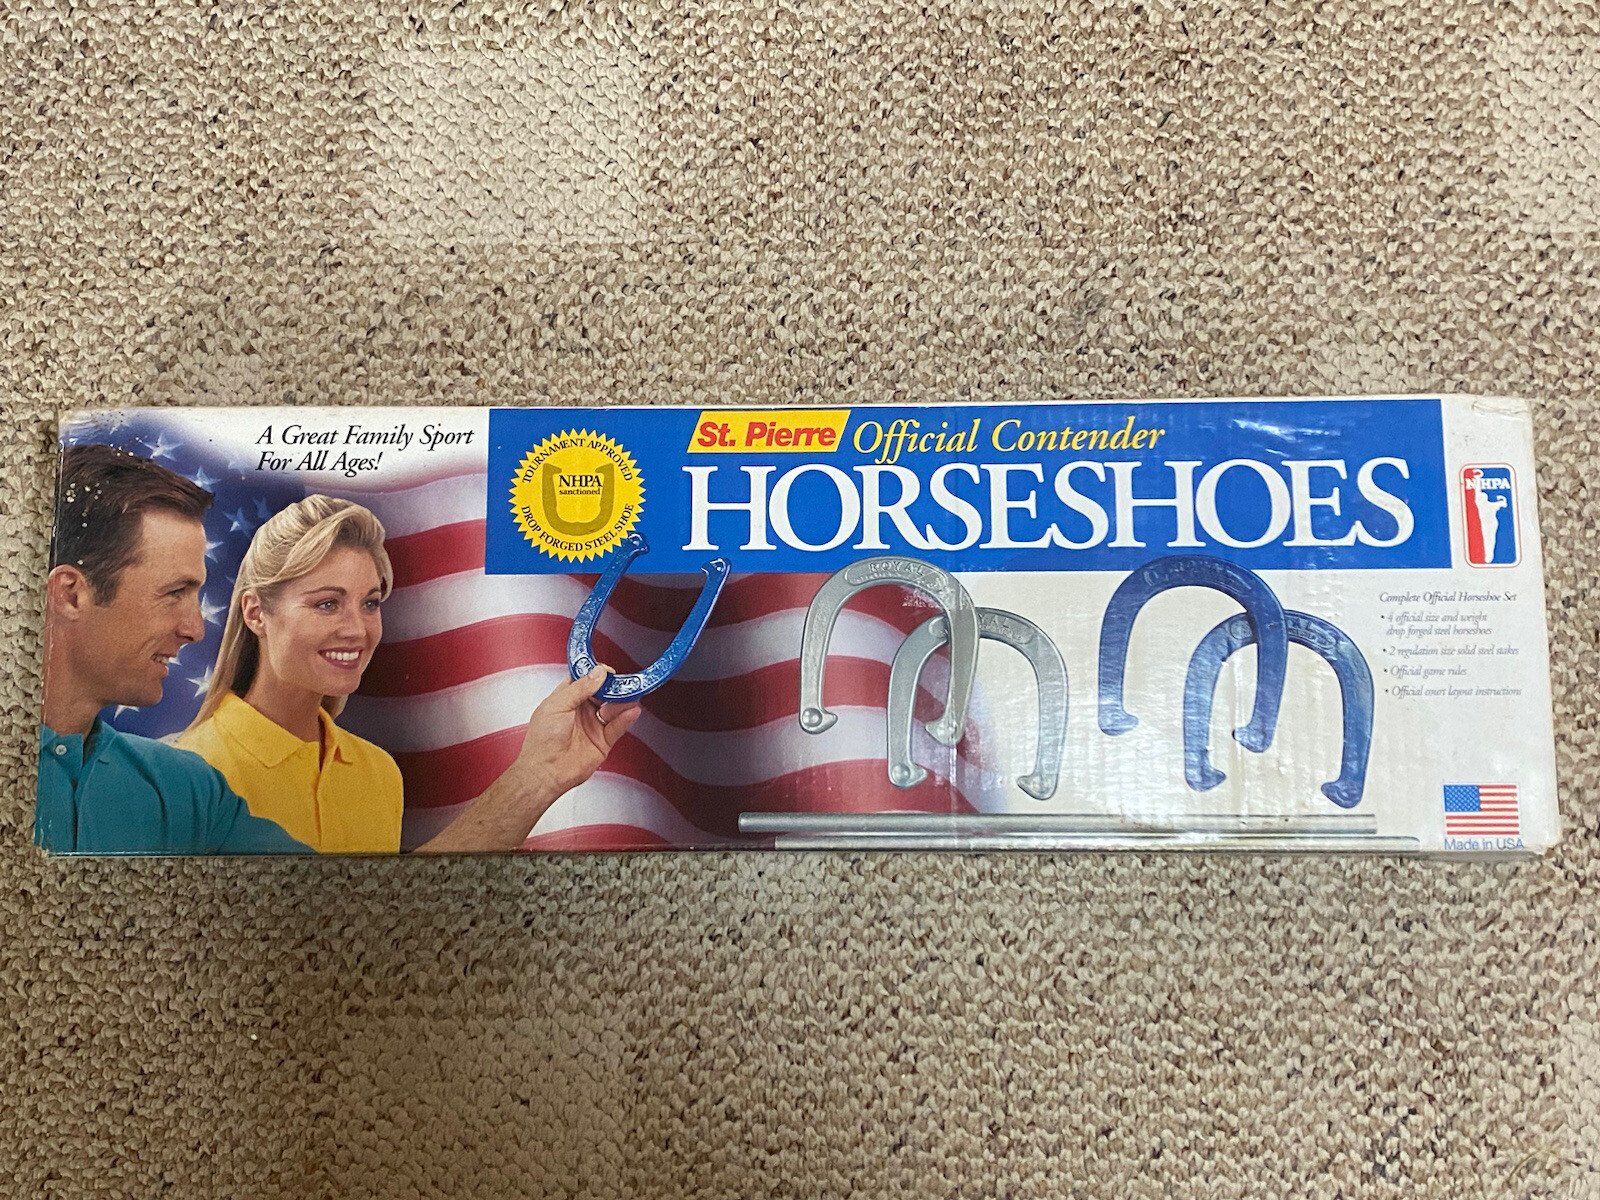 A Great Family Sport
For All Ages!
TOURNAMENT APPROVED
NHPA
sanctioned
DROP FORGED STEEL SHOE
St. Pierre Official Contender
HORSESHOES
NHPA
ROYAL
Complete Official Horseshoe Set
• 4 official size and weight
drop forged steel horseshoes
• 2 regulation size solid steel stakes
• Official game rules
• Official court layout instructions
Made in USA